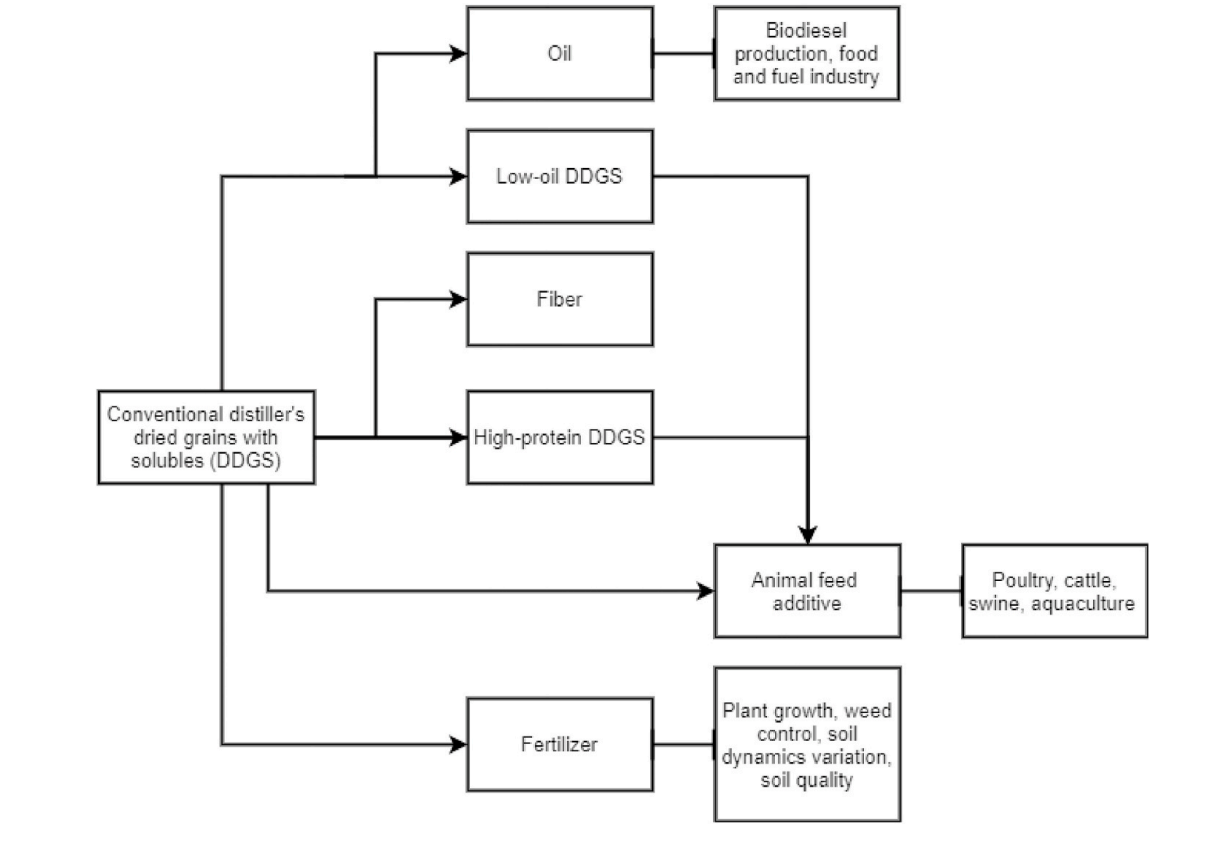 Oil
Biodiesel
production, food
and fuel industry
Low-oil DDGS
Fiber
Conventional distiller's
dried grains with
solubles (DDGS)
High-protein DDGS
Animal feed
additive
Poultry, cattle,
swine, aquaculture
Fertilizer
Plant growth, weed
control, soil
dynamics variation,
soil quality